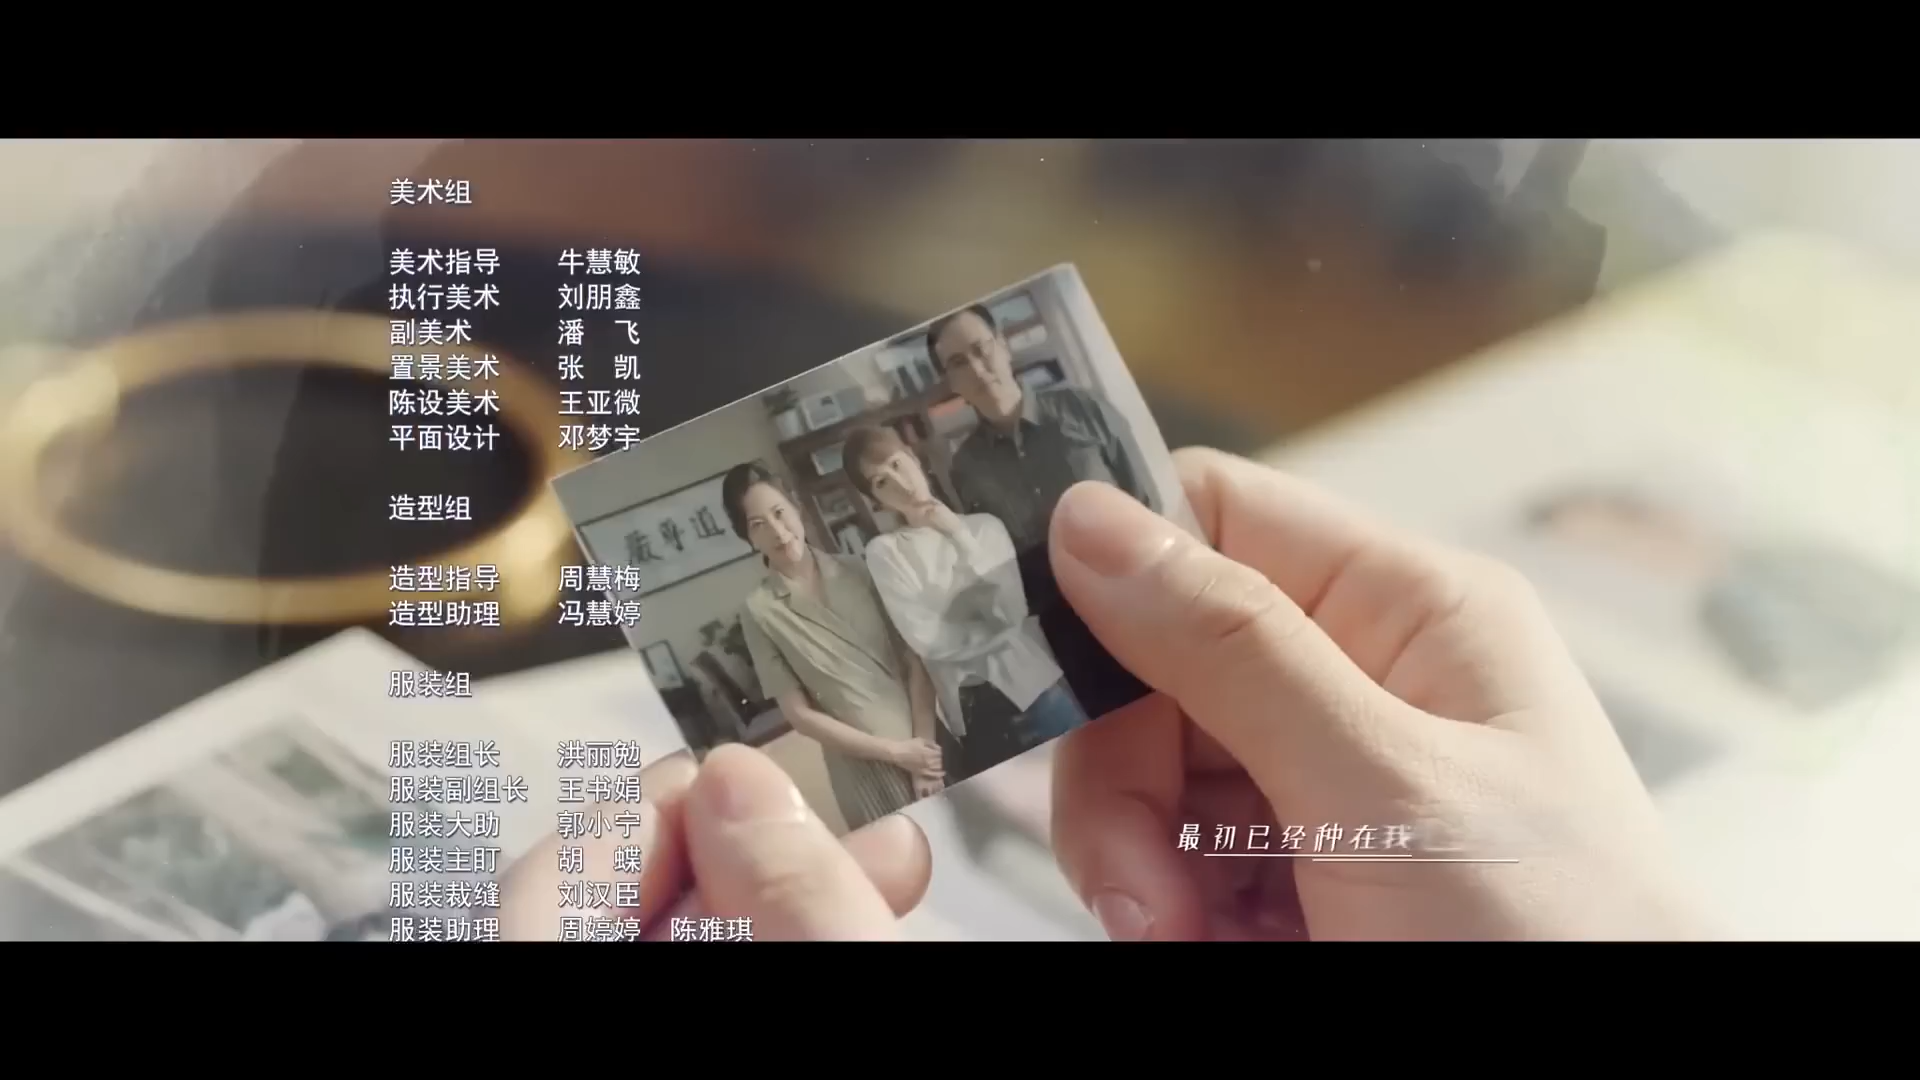 美术组
美术指导 牛慧敏
执行美术 刘朋鑫
副美术 潘 飞
置景美术 张 凯
陈设美术 王亚微
平面设计 邓梦宇
造型组
造型指导 周慧梅
造型助理 冯慧婷
服装组
服装组长 洪丽勉
服装副组长 王书娟
服装大助 郭小宁
服装主盯 胡 蝶
服装裁缝 刘汉臣
服装助理 周婷婷 陈雅琪
嚴尊道
最初已经种在我